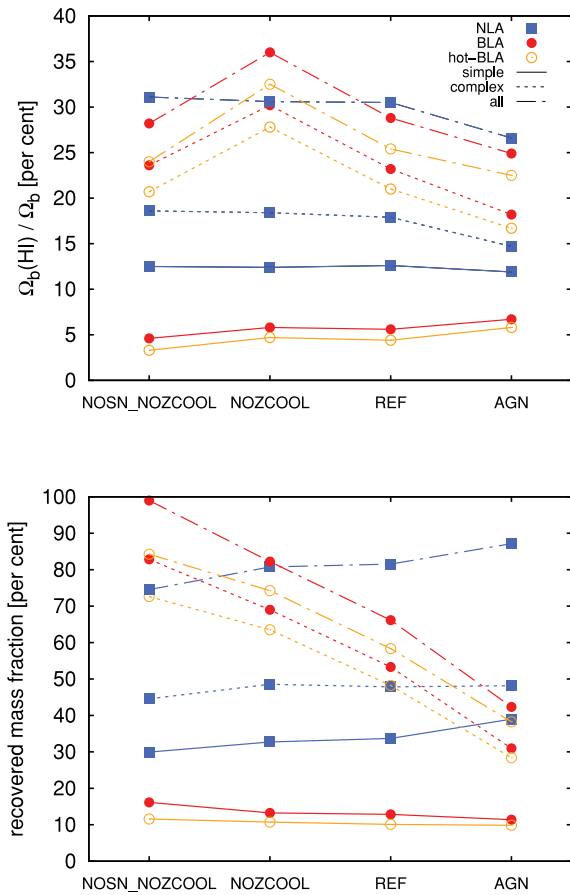 40
35
30
25
20
15
10
5
0
Ω_b(HI) / Ω_b [per cent]
NLA
BLA
hot-BLA
simple
complex
all
NOSN_NOZCOOL NOZCOOL REF AGN
100
90
80
70
60
50
40
30
20
10
0
recovered mass fraction [per cent]
NOSN_NOZCOOL NOZCOOL REF AGN